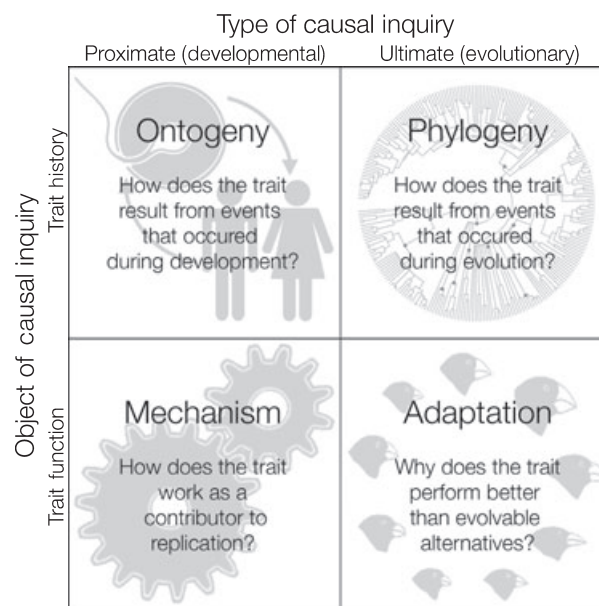 Type of causal inquiry
Proximate (developmental)
Ultimate (evolutionary)
Object of causal inquiry
Trait history
Ontogeny
How does the trait
result from events
that occured
during development?
Phylogeny
How does the trait
result from events
that occured
during evolution?
Trait function
Mechanism
How does the trait
work as a
contributor to
replication?
Adaptation
Why does the trait
perform better
than evolvable
alternatives?